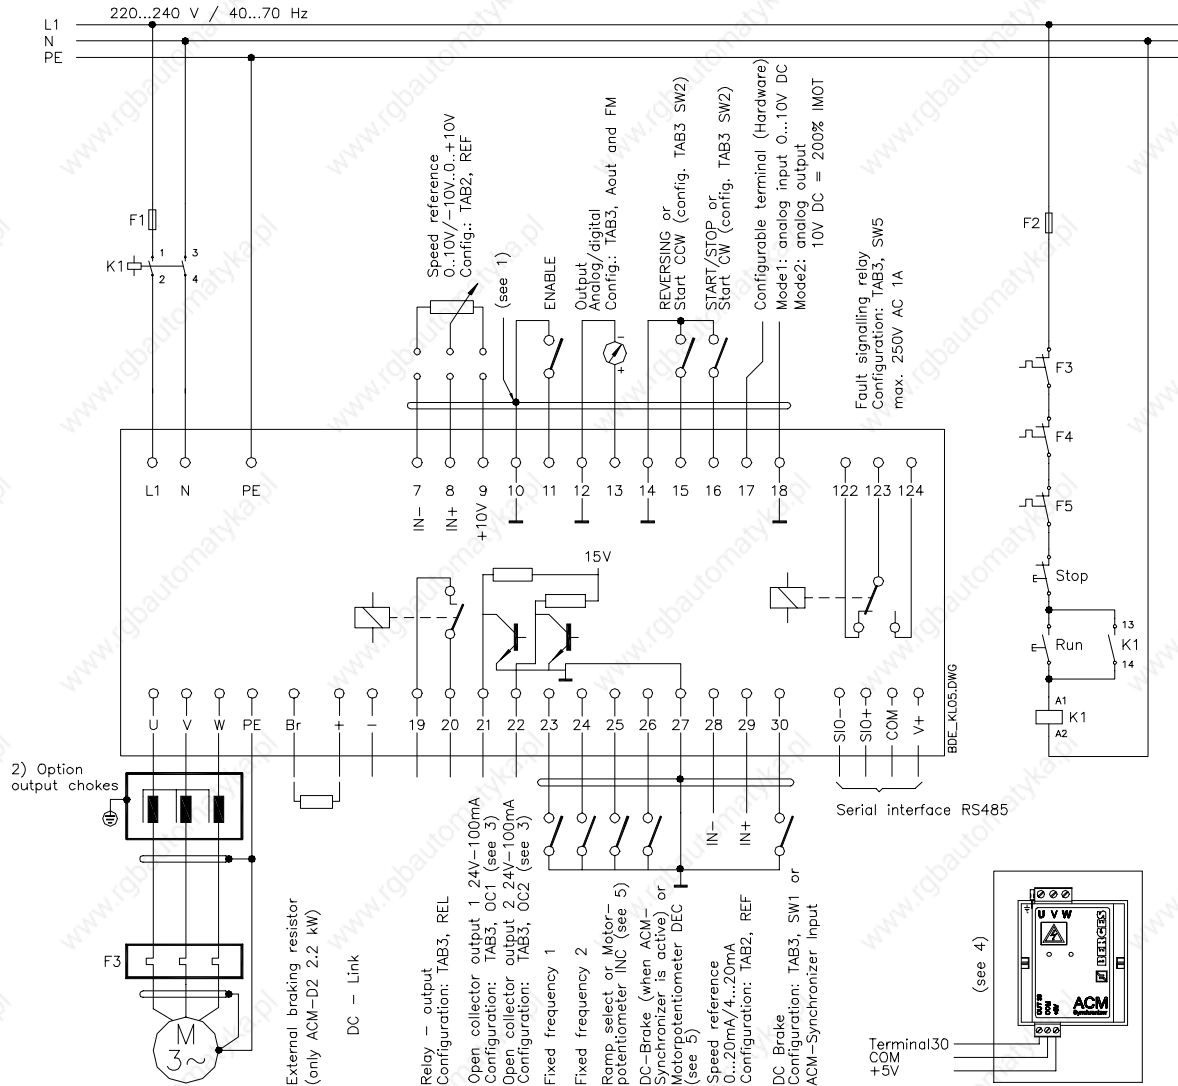 220...240 V / 40...70 Hz
L1
N
PE
F1
K1
1
3
2
4
Speed reference
0..10V/-10V..0..+10V
Config.: TAB2, REF
(see 1)
ENABLE
Output
Analog/digital
Config.: TAB3, Aout and FM
-
+
REVERSING or
Start CCW (config. TAB3 SW2)
START/STOP or
Start CW (config. TAB3 SW2)
Configurable terminal (Hardware)
Mode1: analog input 0...10V DC
Mode2: analog output
10V DC = 200% IMOT
Fault signalling relay
Configuration: TAB3, SW5
max. 250V AC 1A
F2
F3
F4
F5
Stop
Run
K1
13
14
K1
A1
A2
L1 N PE 7 8 9 10 11 12 13 14 15 16 17 18 122 123 124
IN- IN+ +10V
15V
U V W PE Br + - 19 20 21 22 23 24 25 26 27 28 29 30
SIO- SIO+ COM V+
BDE_KL05.DWG
2) Option
output chokes
Serial interface RS485
IN- IN+
F3
M
3~
External braking resistor
(only ACM-D2 2.2 kW)
DC - Link
Relay - output
Configuration: TAB3, REL
Open collector output 1 24V-100mA
Configuration: TAB3, OC1 (see 3)
Open collector output 2 24V-100mA
Configuration: TAB3, OC2 (see 3)
Fixed frequency 1
Fixed frequency 2
Ramp select or Motor-
potentiometer INC (see 5)
DC-Brake (when ACM-
Synchronizer is active) or
Motorpotentiometer DEC
(see 5)
Speed reference
0...20mA/4...20mA
Configuration: TAB2, REF
DC Brake
Configuration: TAB3, SW1 or
ACM-Synchronizer Input
(see 4)
U V W
BERGES
ACM
Synchronizer
OUT 30
COM
+5V
Terminal30
COM
+5V
www.rgbautomatyka.pl